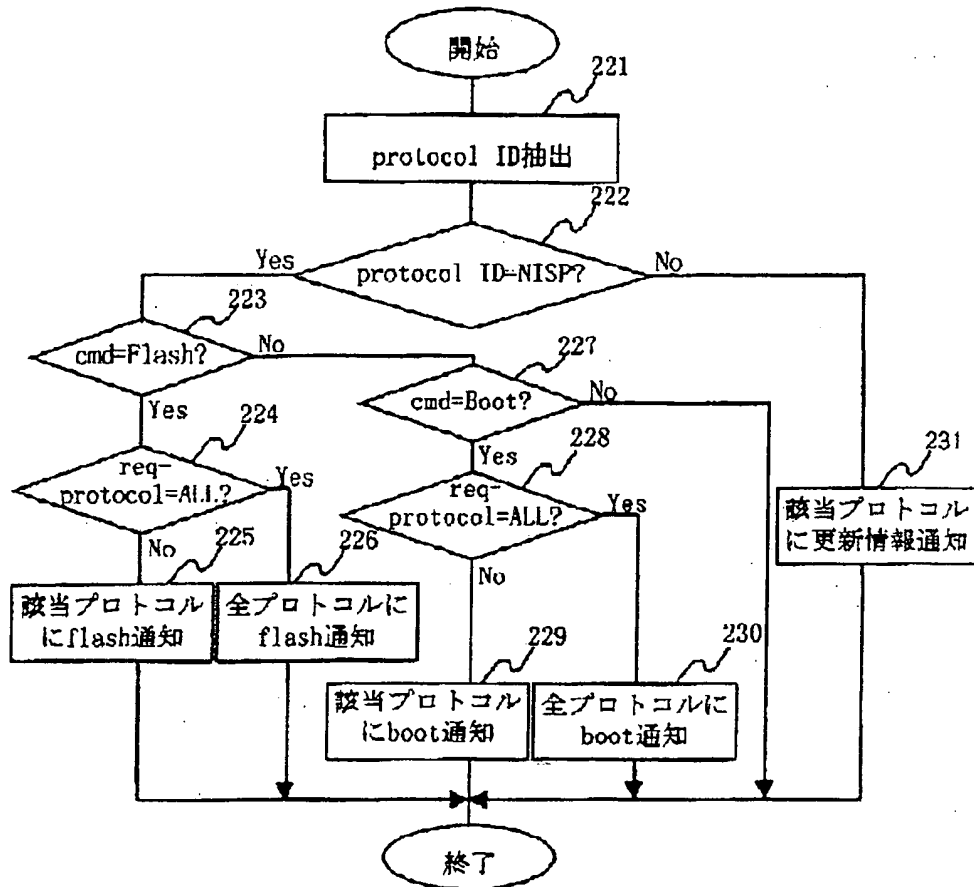 開始
221
protocol ID抽出
222
protocol ID=NISP?
Yes
No
223
cmd=Flash?
No
227
cmd=Boot?
No
Yes
224
req-
protocol=ALL?
Yes
Yes
228
req-
protocol=ALL?
Yes
231
該当プロトコル
に更新情報通知
No
225
該当プロトコル
にflash通知
226
全プロトコルに
flash通知
No
229
該当プロトコル
にboot通知
230
全プロトコルに
boot通知
終了